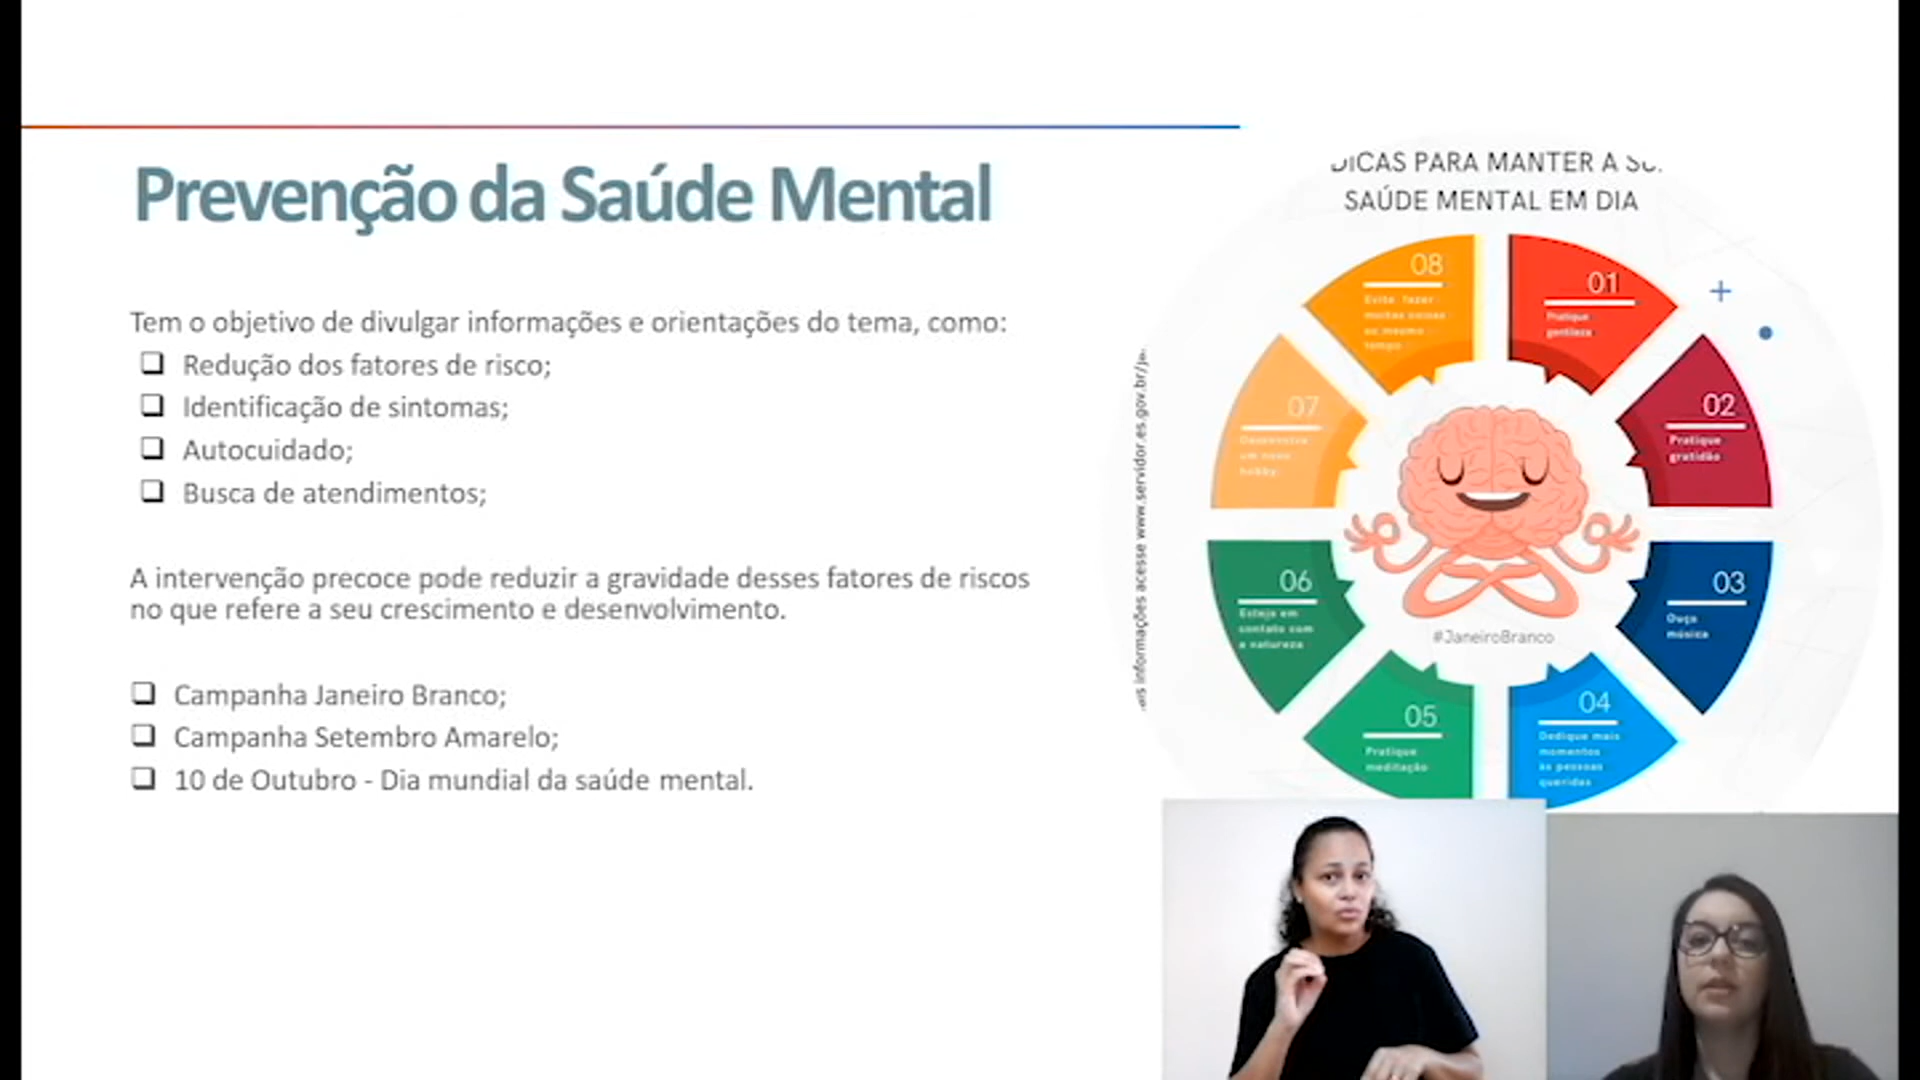 Prevenção da Saúde Mental
Tem o objetivo de divulgar informações e orientações do tema, como:
❑ Redução dos fatores de risco;
❑ Identificação de sintomas;
❑ Autocuidado;
❑ Busca de atendimentos;
A intervenção precoce pode reduzir a gravidade desses fatores de riscos
no que refere a seu crescimento e desenvolvimento.
❑ Campanha Janeiro Branco;
❑ Campanha Setembro Amarelo;
❑ 10 de Outubro - Dia mundial da saúde mental.
DICAS PARA MANTER A
SAÚDE MENTAL EM DIA
01
Pratique
gentileza
02
Pratique
gratidão
03
Ouça
música
04
Dedique mais
momentos
às pessoas
queridas
05
Pratique
meditação
06
Esteja em
contato com
a natureza
07
Desenvolva
um novo
hobby
08
Evite fazer
muitas coisas
ao mesmo
tempo
#JaneiroBranco
informações acesse www.servidor.es.gov.br/